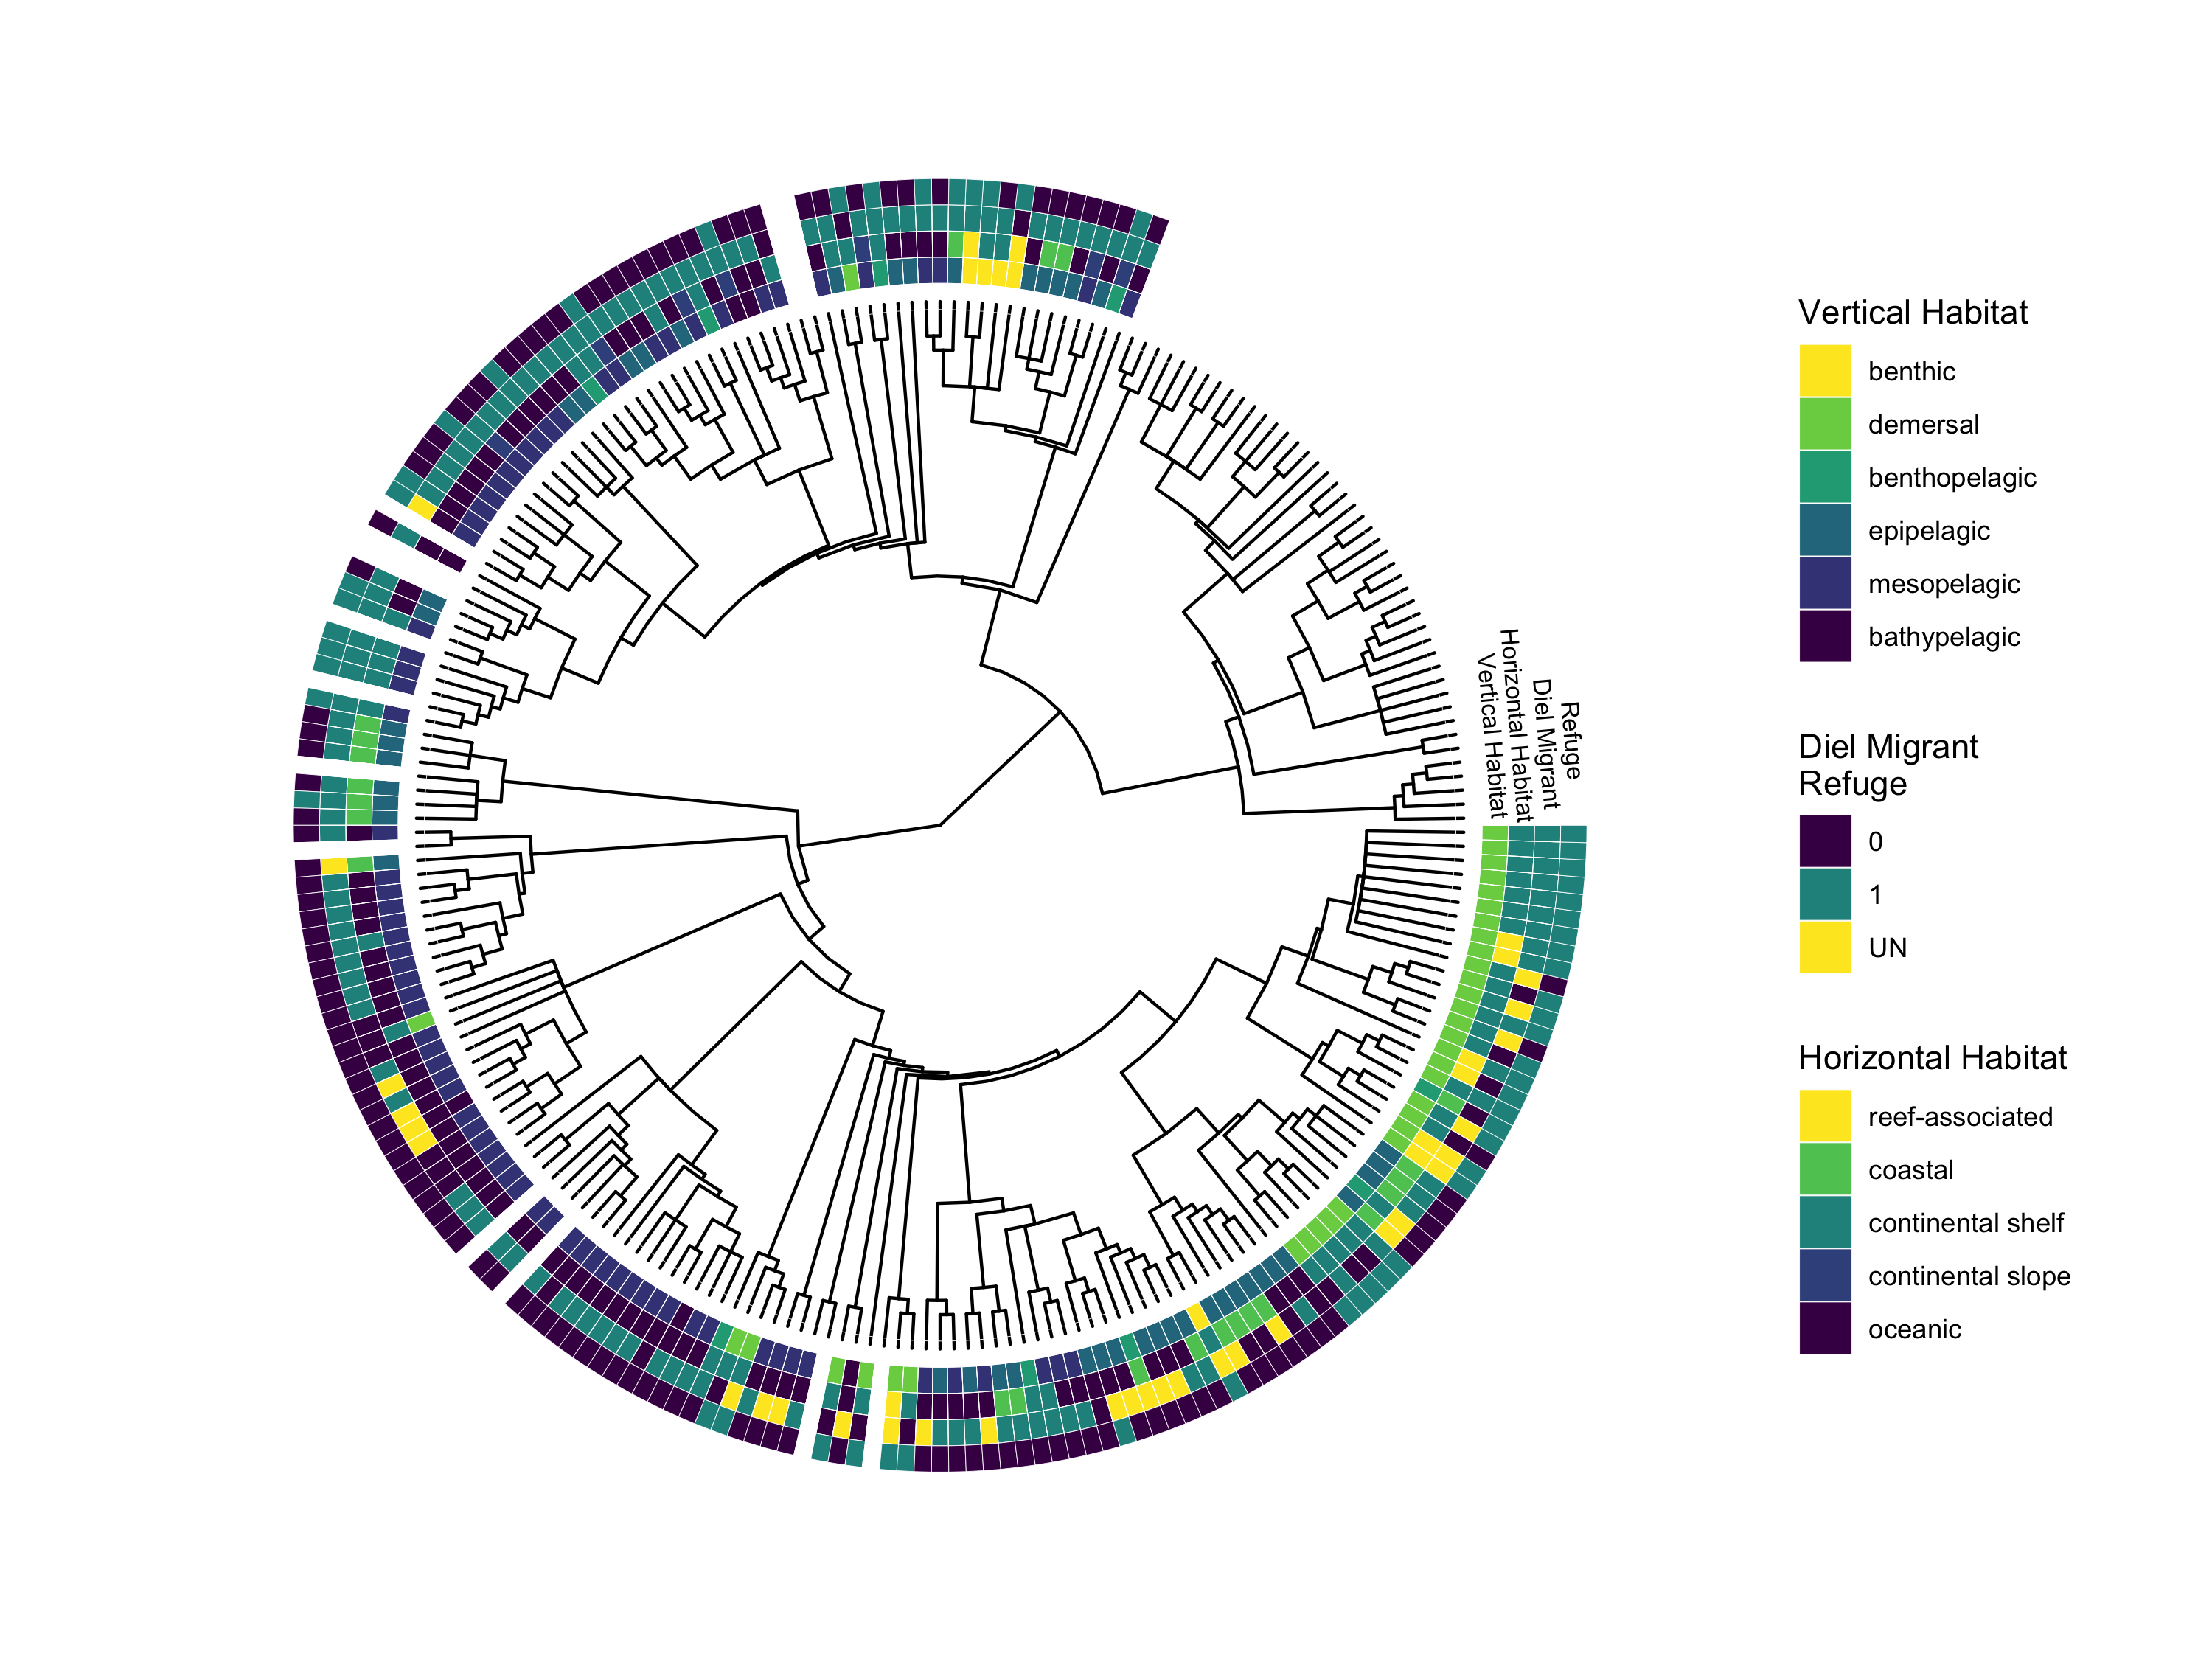 Vertical Habitat
Horizontal Habitat
Diel Migrant
Refuge
Vertical Habitat
benthic
demersal
benthopelagic
epipelagic
mesopelagic
bathypelagic
Diel Migrant
Refuge
0
1
UN
Horizontal Habitat
reef-associated
coastal
continental shelf
continental slope
oceanic